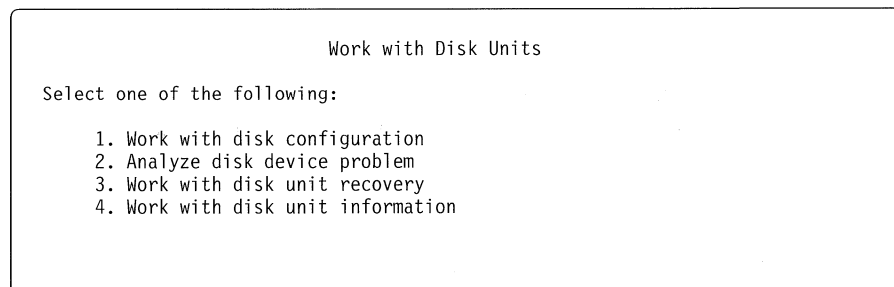 Work with Disk Units
Select one of the following:
1. Work with disk configuration
2. Analyze disk device problem
3. Work with disk unit recovery
4. Work with disk unit information